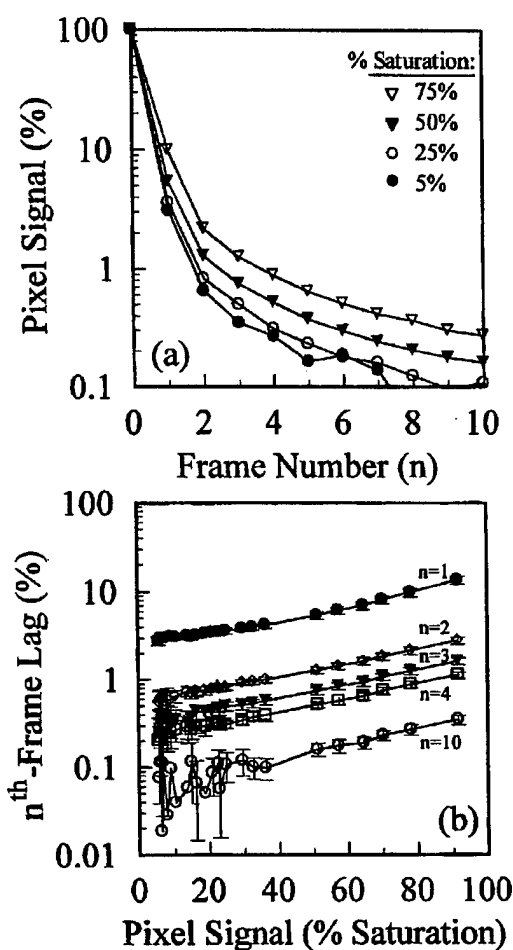 100
10
1
0.1
Pixel Signal (%)
% Saturation:
75%
50%
25%
5%
(a)
0 2 4 6 8 10
Frame Number (n)
100
10
1
0.1
0.01
nth-Frame Lag (%)
n=1
n=2
n=3
n=4
n=10
(b)
0 20 40 60 80 100
Pixel Signal (% Saturation)